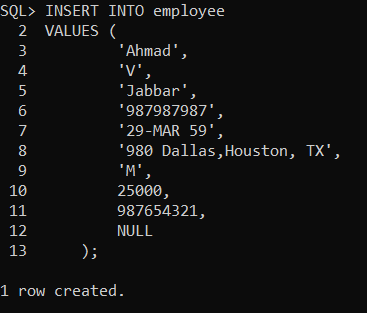 SQL> INSERT INTO employee
2 VALUES (
3 'Ahmad',
4 'V',
5 'Jabbar',
6 '987987987',
7 '29-MAR 59',
8 '980 Dallas,Houston, TX',
9 'M',
10 25000,
11 987654321,
12 NULL
13 );
1 row created.